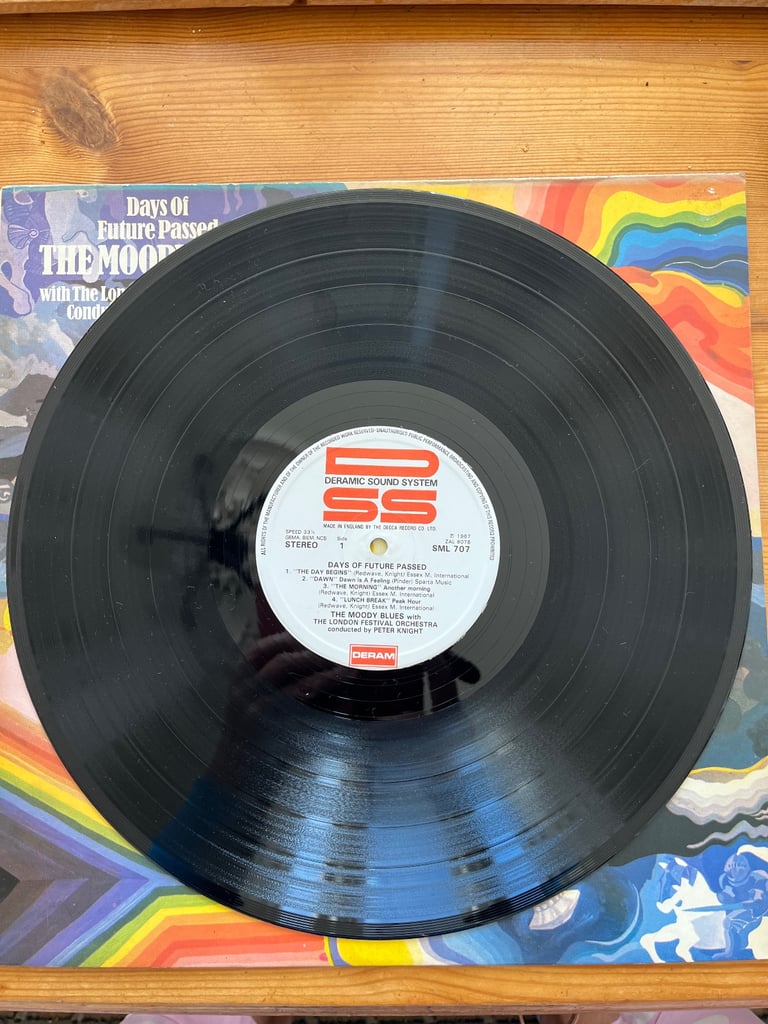 Days Of
Future Passed
THE MOODY
with The Lon
Cond
ALL RIGHTS OF THE MANUFACTURER AND OF THE OWNER OF THE RECORDED WORK RESERVED·UNAUTHORISED PUBLIC PERFORMANCE BROADCASTING AND COPYING OF THIS RECORD PROHIBITED
D
DERAMIC SOUND SYSTEM
SS
MADE IN ENGLAND BY THE DECCA RECORD CO. LTD.
SPEED 33⅓
GEMA, BIEM, NCB
STEREO
Side
1
℗ 1967
ZAL 8078
SML 707
DAYS OF FUTURE PASSED
1. "THE DAY BEGINS" (Redwave, Knight) Essex M. International
2. "DAWN" Dawn Is A Feeling (Pinder) Sparta Music
3. "THE MORNING" Another morning
(Redwave, Knight) Essex M. International
4. "LUNCH BREAK" Peak Hour
(Redwave, Knight) Essex M. International
THE MOODY BLUES with
THE LONDON FESTIVAL ORCHESTRA
conducted by PETER KNIGHT
DERAM